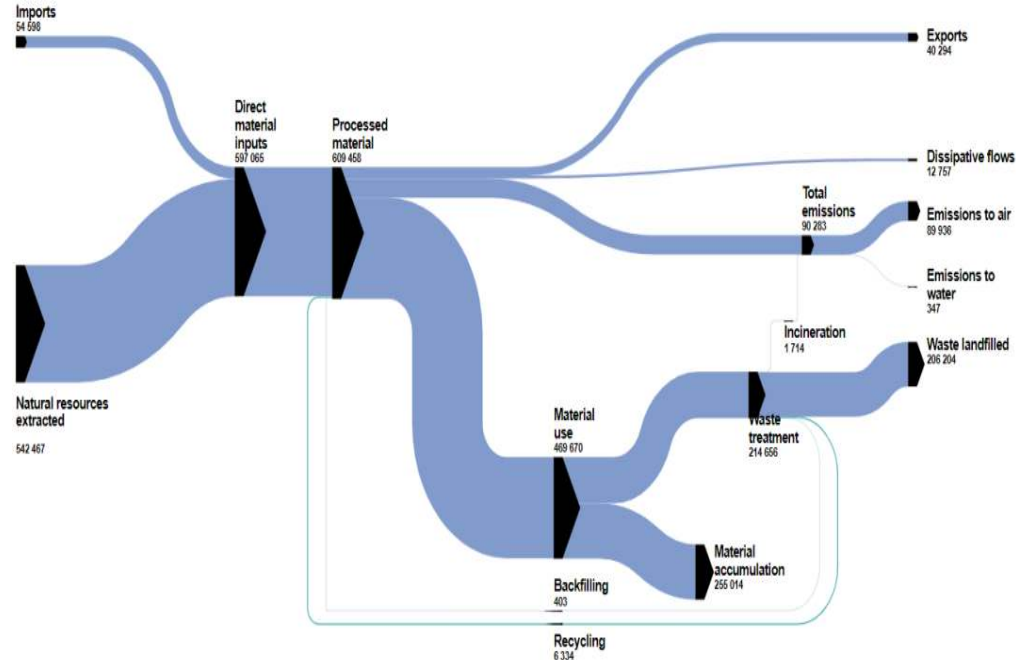 Imports
54 598
Exports
40 294
Direct
material
inputs
597 065
Processed
material
609 458
Dissipative flows
12 757
Total
emissions
90 283
Emissions to air
89 936
Emissions to
water
347
Incineration
1 714
Waste landfilled
206 204
Natural resources
extracted
542 467
Material
use
469 670
Waste
treatment
214 656
Material
accumulation
255 014
Backfilling
403
Recycling
6 334